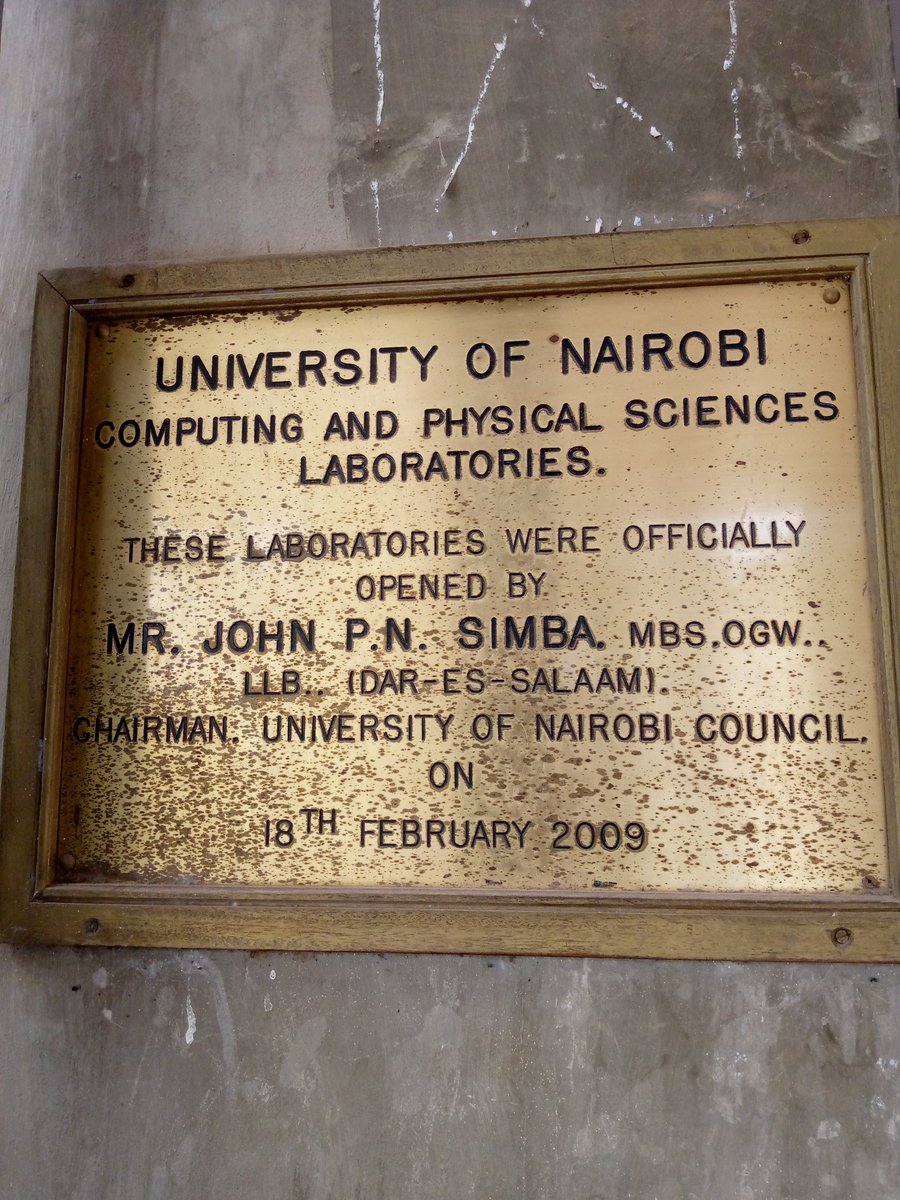 UNIVERSITY OF NAIROBI
COMPUTING AND PHYSICAL SCIENCES
LABORATORIES.
THESE LABORATORIES WERE OFFICIALLY
OPENED BY
MR. JOHN P.N. SIMBA. MBS.OGW..
LLB.. (DAR-ES-SALAAM).
CHAIRMAN. UNIVERSITY OF NAIROBI COUNCIL.
ON
18TH FEBRUARY 2009